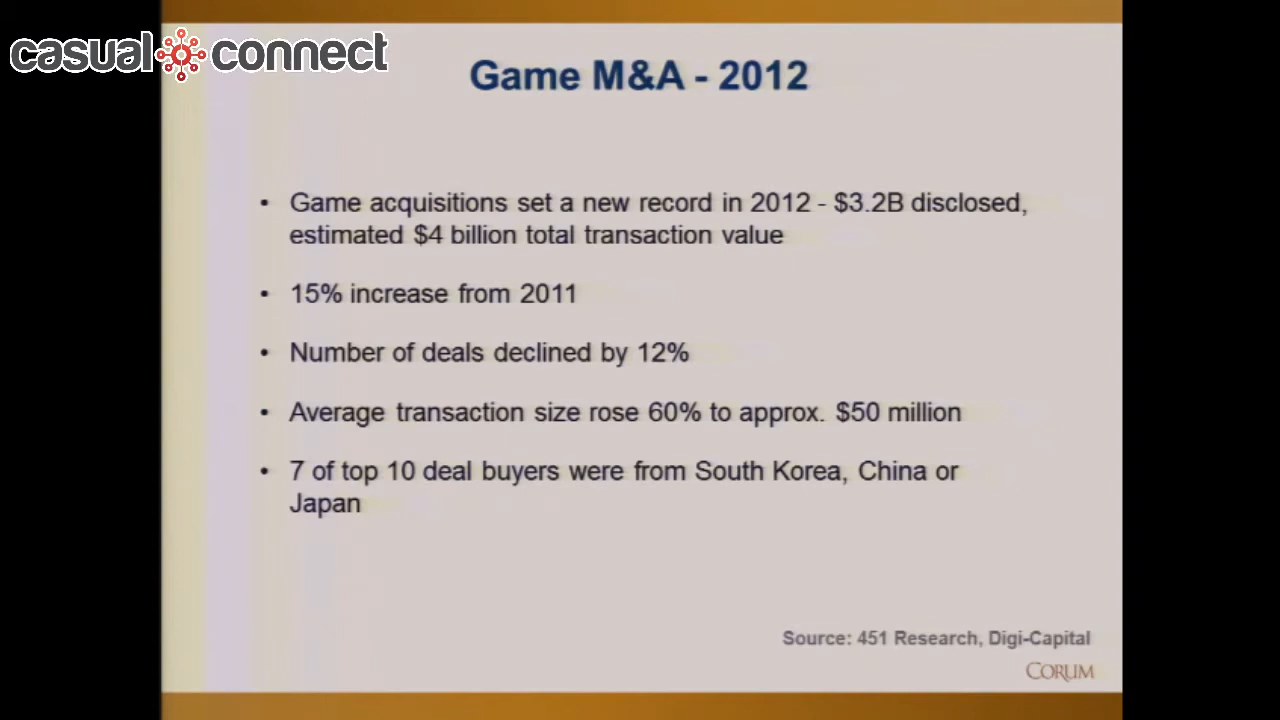 casual connect
Game M&A - 2012
• Game acquisitions set a new record in 2012 - $3.2B disclosed,
estimated $4 billion total transaction value
• 15% increase from 2011
• Number of deals declined by 12%
• Average transaction size rose 60% to approx. $50 million
• 7 of top 10 deal buyers were from South Korea, China or
Japan
Source: 451 Research, Digi-Capital
CORUM